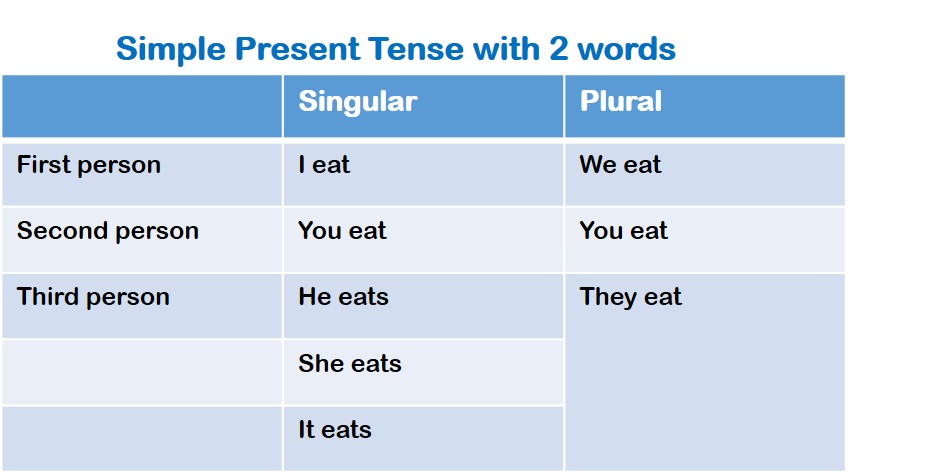 Simple Present Tense with 2 words
Singular Plural
First person I eat We eat
Second person You eat You eat
Third person He eats They eat
She eats
It eats